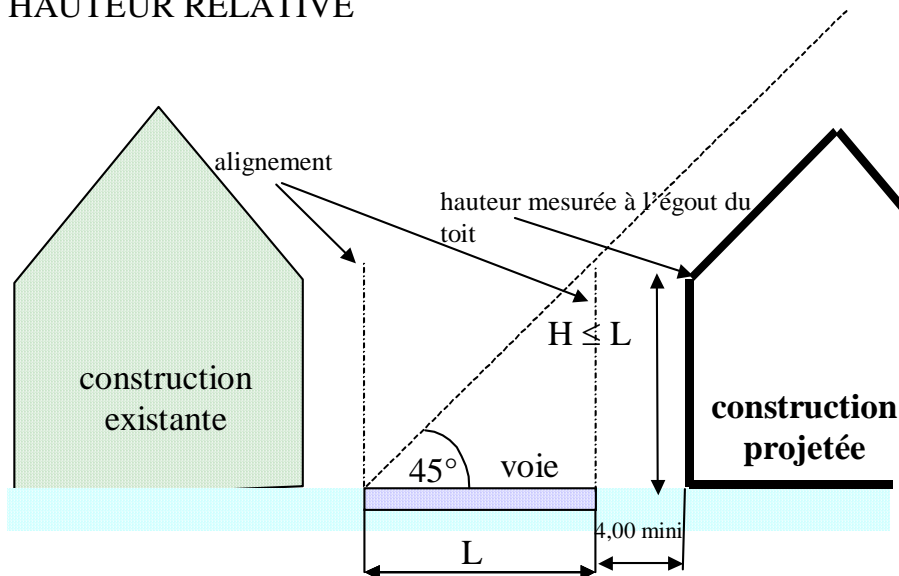 HAUTEUR RELATIVE
alignement
hauteur mesurée à l'égout du
toit
H ≤ L
construction
existante
construction
projetée
45°
voie
4,00 mini
L